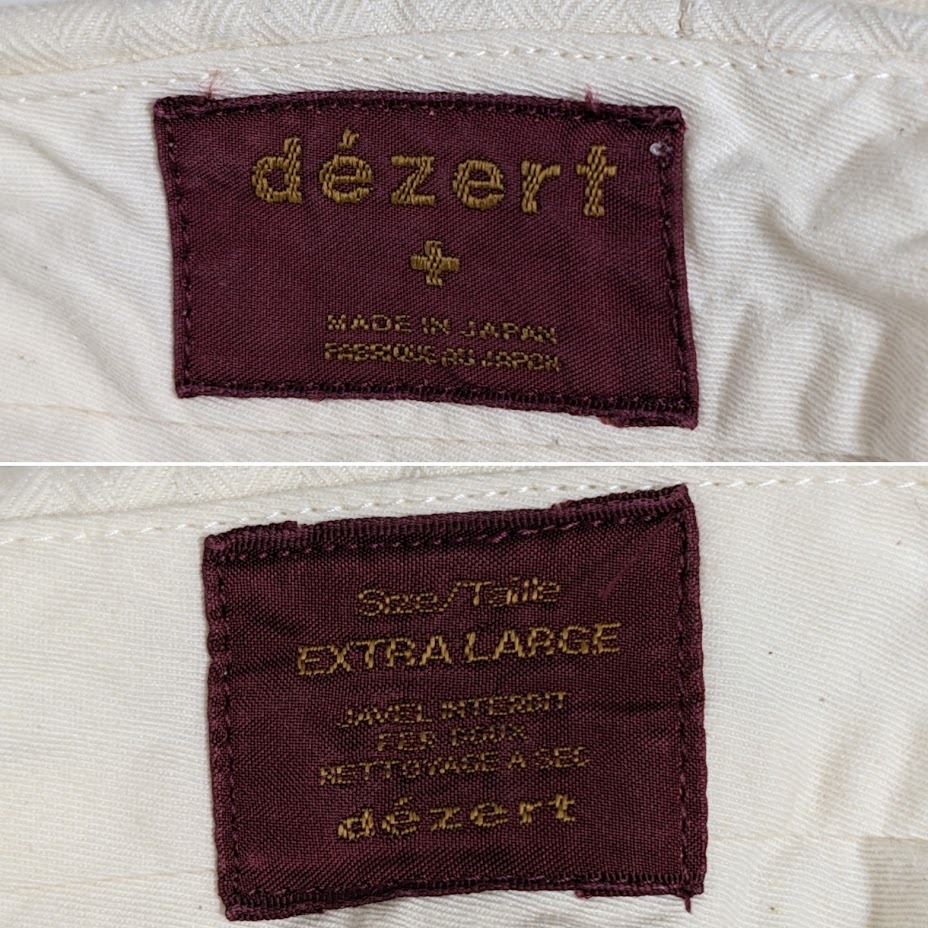 dézert
MADE IN JAPAN
FABRIQUE AU JAPON
Size/Taille
EXTRA LARGE
JAVEL INTERDIT
FER DOUX
NETTOYAGE A SEC
dézert